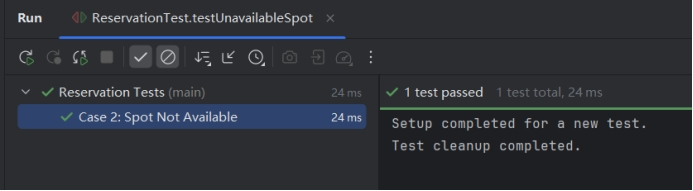 Run ReservationTest.testUnavailableSpot
Reservation Tests (main) 24 ms
Case 2: Spot Not Available 24 ms
1 test passed 1 test total, 24 ms
Setup completed for a new test.
Test cleanup completed.